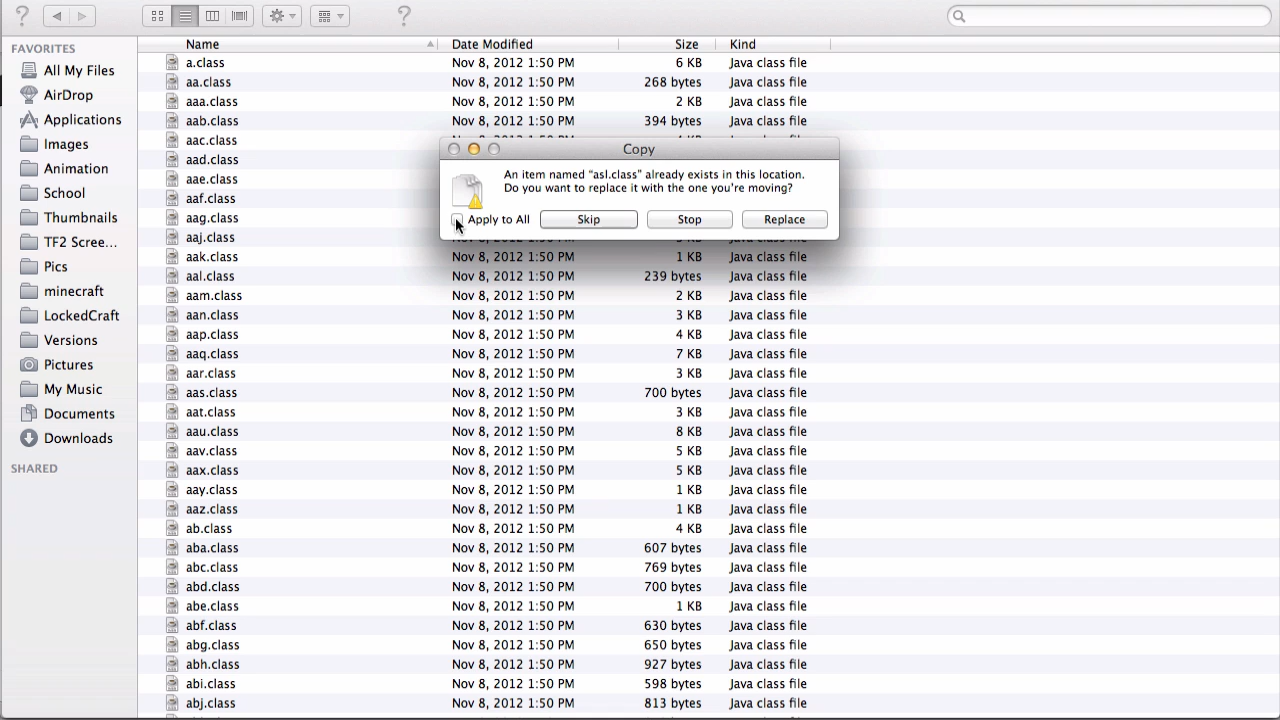 ?
?
FAVORITES
All My Files
AirDrop
Applications
Images
Animation
School
Thumbnails
TF2 Scree...
Pics
minecraft
LockedCraft
Versions
Pictures
My Music
Documents
Downloads
SHARED
Name Date Modified Size Kind
a.class Nov 8, 2012 1:50 PM 6 KB Java class file
aa.class Nov 8, 2012 1:50 PM 268 bytes Java class file
aaa.class Nov 8, 2012 1:50 PM 2 KB Java class file
aab.class Nov 8, 2012 1:50 PM 394 bytes Java class file
aac.class
aad.class
aae.class
aaf.class
aag.class
aaj.class
aak.class Nov 8, 2012 1:50 PM 1 KB Java class file
aal.class Nov 8, 2012 1:50 PM 239 bytes Java class file
aam.class Nov 8, 2012 1:50 PM 2 KB Java class file
aan.class Nov 8, 2012 1:50 PM 3 KB Java class file
aap.class Nov 8, 2012 1:50 PM 4 KB Java class file
aaq.class Nov 8, 2012 1:50 PM 7 KB Java class file
aar.class Nov 8, 2012 1:50 PM 3 KB Java class file
aas.class Nov 8, 2012 1:50 PM 700 bytes Java class file
aat.class Nov 8, 2012 1:50 PM 3 KB Java class file
aau.class Nov 8, 2012 1:50 PM 8 KB Java class file
aav.class Nov 8, 2012 1:50 PM 5 KB Java class file
aax.class Nov 8, 2012 1:50 PM 5 KB Java class file
aay.class Nov 8, 2012 1:50 PM 1 KB Java class file
aaz.class Nov 8, 2012 1:50 PM 1 KB Java class file
ab.class Nov 8, 2012 1:50 PM 4 KB Java class file
aba.class Nov 8, 2012 1:50 PM 607 bytes Java class file
abc.class Nov 8, 2012 1:50 PM 769 bytes Java class file
abd.class Nov 8, 2012 1:50 PM 700 bytes Java class file
abe.class Nov 8, 2012 1:50 PM 1 KB Java class file
abf.class Nov 8, 2012 1:50 PM 630 bytes Java class file
abg.class Nov 8, 2012 1:50 PM 650 bytes Java class file
abh.class Nov 8, 2012 1:50 PM 927 bytes Java class file
abi.class Nov 8, 2012 1:50 PM 598 bytes Java class file
abj.class Nov 8, 2012 1:50 PM 813 bytes Java class file
Copy
An item named “asl.class” already exists in this location.
Do you want to replace it with the one you’re moving?
Apply to All Skip Stop Replace